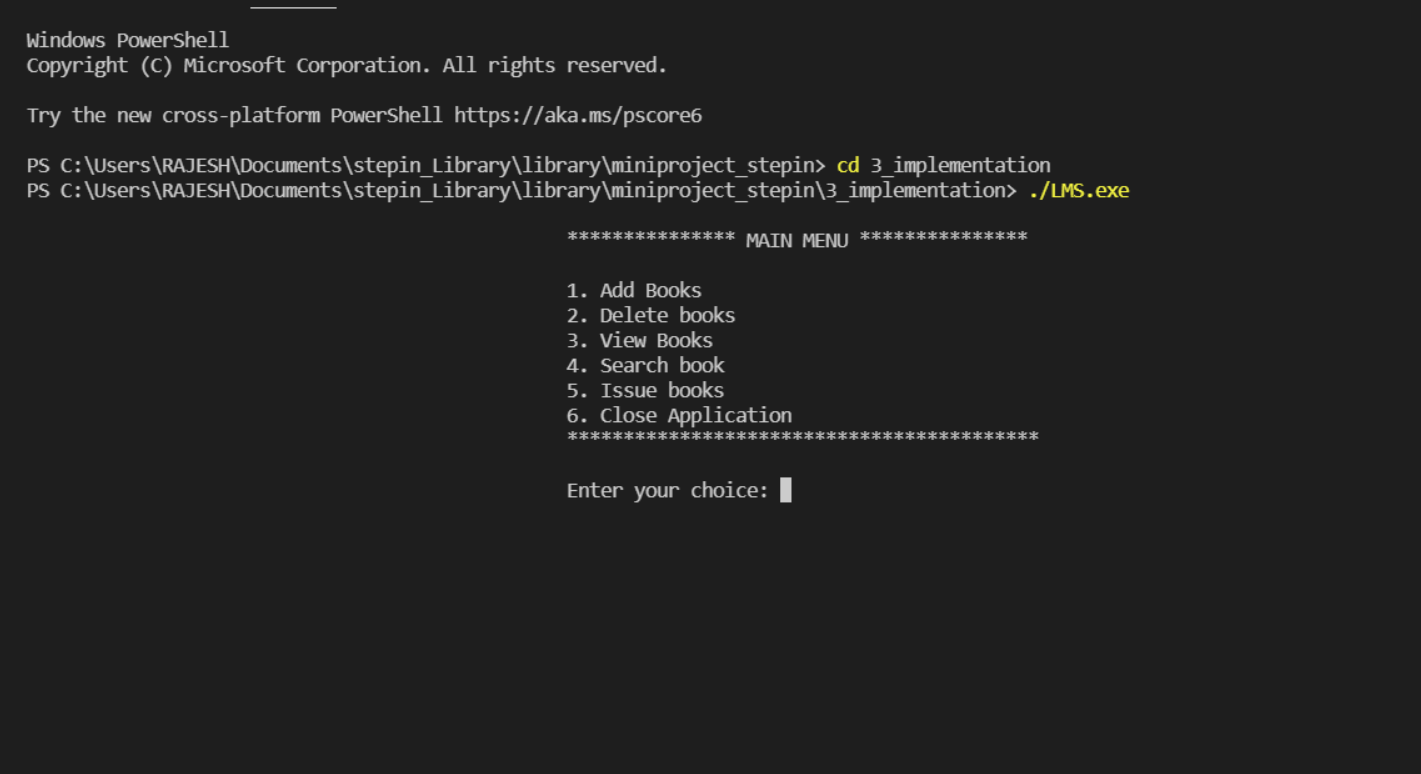 Windows PowerShell
Copyright (C) Microsoft Corporation. All rights reserved.
Try the new cross-platform PowerShell https://aka.ms/pscore6
PS C:\Users\RAJESH\Documents\stepin_Library\library\miniproject_stepin> cd 3_implementation
PS C:\Users\RAJESH\Documents\stepin_Library\library\miniproject_stepin\3_implementation> ./LMS.exe
*************** MAIN MENU ***************
1. Add Books
2. Delete books
3. View Books
4. Search book
5. Issue books
6. Close Application
******************************************
Enter your choice: